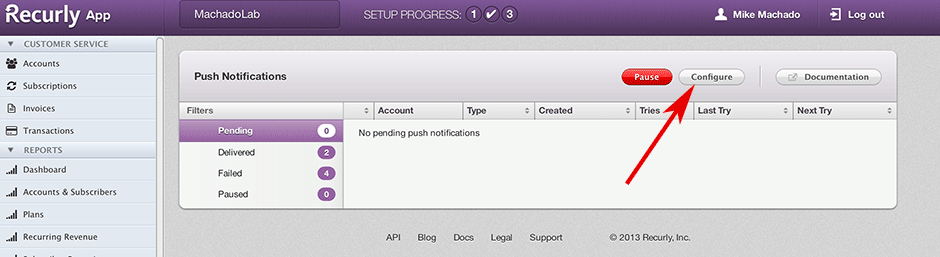 Recurly App
MachadoLab
SETUP PROGRESS: 1 ✔ 3
Mike Machado
Log out
CUSTOMER SERVICE
Accounts
Subscriptions
Invoices
Transactions
REPORTS
Dashboard
Accounts & Subscribers
Plans
Recurring Revenue
Push Notifications
Pause
Configure
Documentation
Filters
Account
Type
Created
Tries
Last Try
Next Try
Pending 0
Delivered 2
Failed 4
Paused 0
No pending push notifications
API Blog Docs Legal Support © 2013 Recurly, Inc.